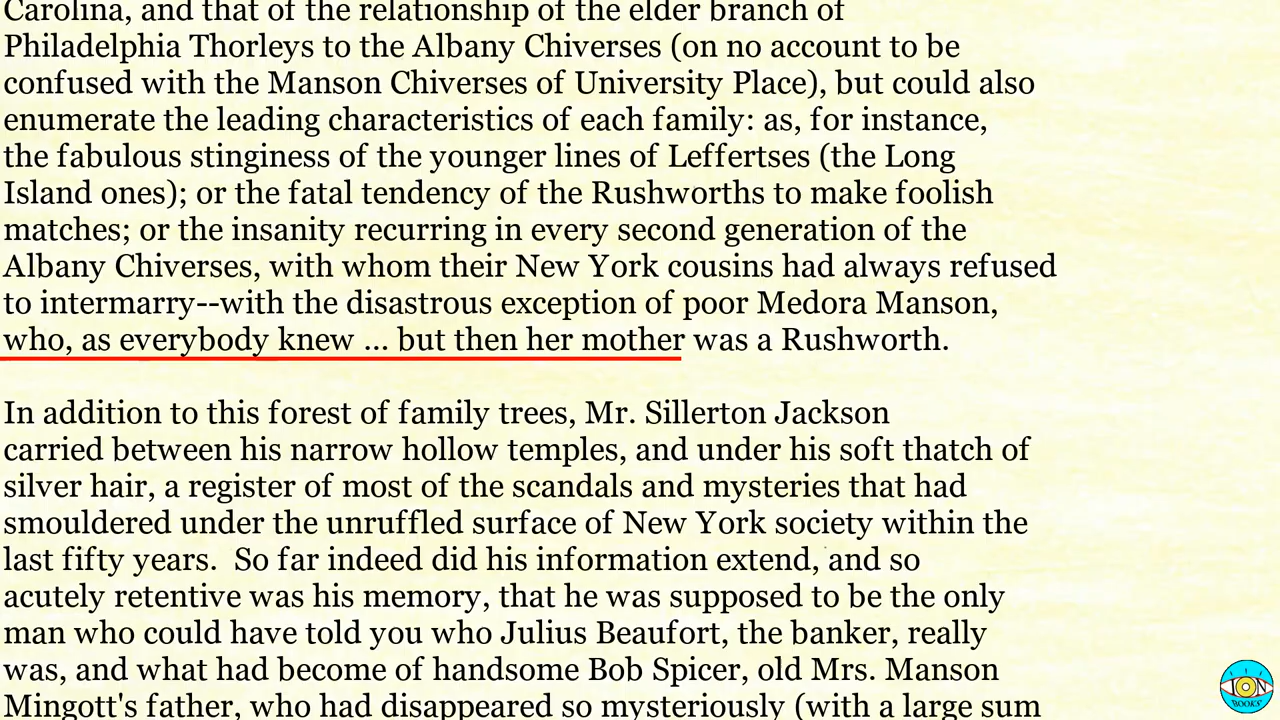 Carolina, and that of the relationship of the elder branch of
Philadelphia Thorleys to the Albany Chiverses (on no account to be
confused with the Manson Chiverses of University Place), but could also
enumerate the leading characteristics of each family: as, for instance,
the fabulous stinginess of the younger lines of Leffertses (the Long
Island ones); or the fatal tendency of the Rushworths to make foolish
matches; or the insanity recurring in every second generation of the
Albany Chiverses, with whom their New York cousins had always refused
to intermarry--with the disastrous exception of poor Medora Manson,
who, as everybody knew ... but then her mother was a Rushworth.
In addition to this forest of family trees, Mr. Sillerton Jackson
carried between his narrow hollow temples, and under his soft thatch of
silver hair, a register of most of the scandals and mysteries that had
smouldered under the unruffled surface of New York society within the
last fifty years.  So far indeed did his information extend, and so
acutely retentive was his memory, that he was supposed to be the only
man who could have told you who Julius Beaufort, the banker, really
was, and what had become of handsome Bob Spicer, old Mrs. Manson
Mingott's father, who had disappeared so mysteriously (with a large sum
ION
BOOKS